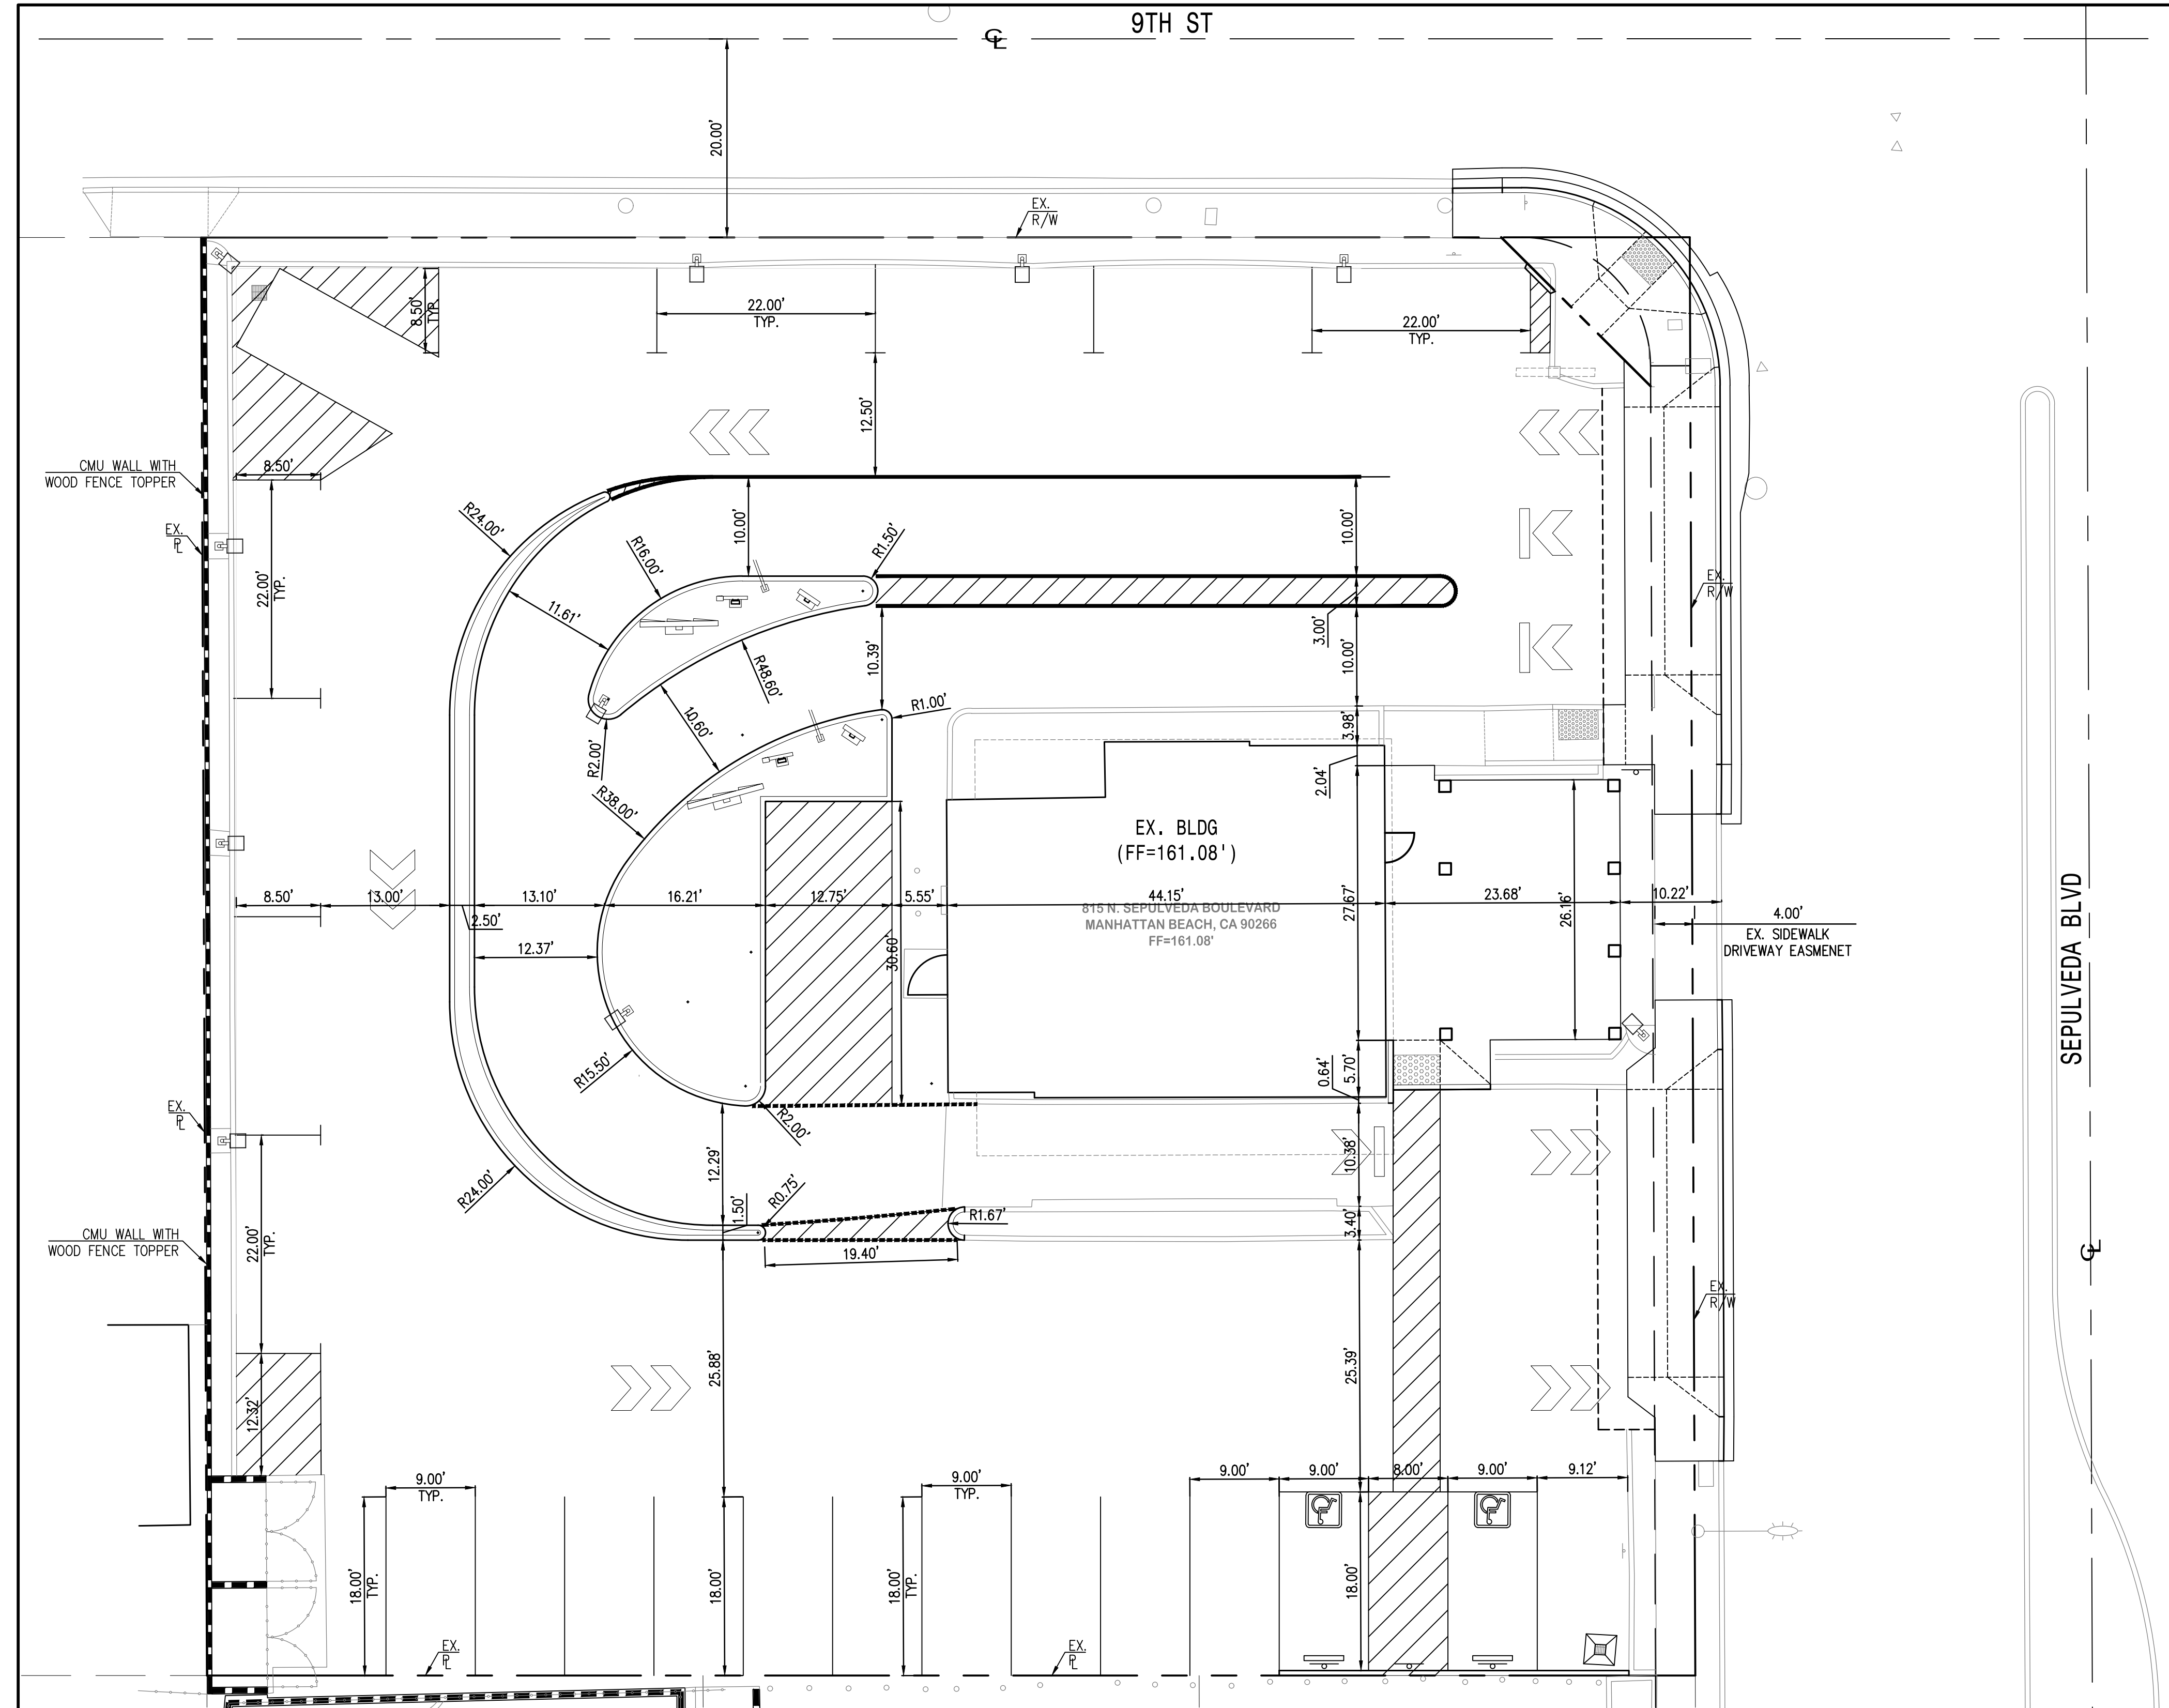 9TH ST
CL
20.00'
EX.
R/W
8.50'
TYP.
22.00'
TYP.
22.00'
TYP.
12.50'
CMU WALL WITH
WOOD FENCE TOPPER
8.50'
R24.00'
10.00'
10.00'
R16.00'
R1.50'
EX.
PL
22.00'
TYP.
11.61'
EX.
R/W
3.00'
10.39'
R48.60'
10.00'
10.60'
R1.00'
3.98'
R2.00'
2.04'
R38.00'
EX. BLDG
(FF=161.08')
8.50'
13.00'
2.50'
13.10'
16.21'
12.75'
5.55'
44.15'
27.67'
23.68'
26.16'
10.22'
815 N. SEPULVEDA BOULEVARD
MANHATTAN BEACH, CA 90266
FF=161.08'
4.00'
EX. SIDEWALK
DRIVEWAY EASMENET
SEPULVEDA BLVD
12.37'
30.60'
R15.50'
0.64'
5.70'
EX.
PL
R2.00'
12.29'
10.38'
R24.00'
R0.75'
1.50'
R1.67'
3.40'
CMU WALL WITH
WOOD FENCE TOPPER
22.00'
TYP.
19.40'
CL
EX.
R/W
25.88'
25.39'
12.32'
9.00'
TYP.
9.00'
TYP.
9.00'
9.00'
8.00'
9.00'
9.12'
18.00'
TYP.
18.00'
18.00'
TYP.
18.00'
EX.
PL
EX.
PL